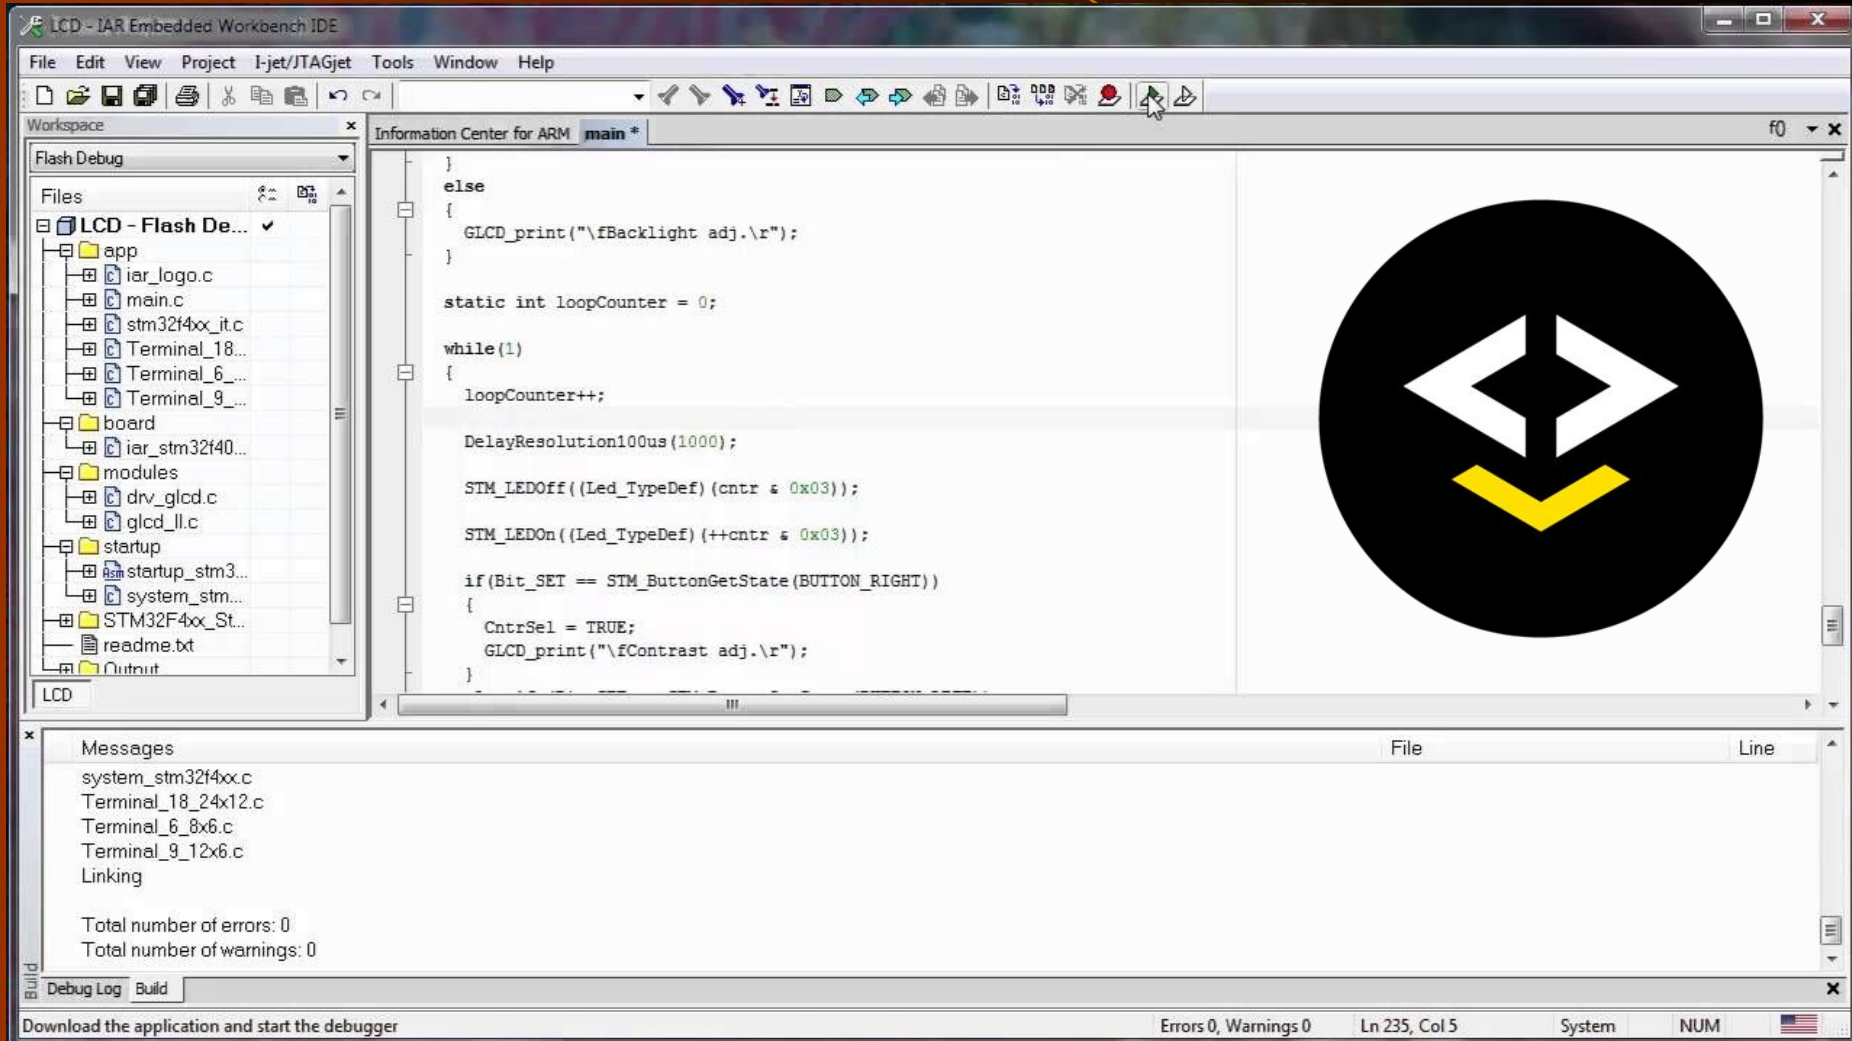 LCD - IAR Embedded Workbench IDE
File Edit View Project I-jet/JTAGjet Tools Window Help
Workspace
Information Center for ARM main *
f()
Flash Debug
Files
LCD - Flash De...
app
iar_logo.c
main.c
stm32f4xx_it.c
Terminal_18...
Terminal_6_...
Terminal_9_...
board
iar_stm32f40...
modules
drv_glcd.c
glcd_ll.c
startup
startup_stm3...
system_stm...
STM32F4xx_St...
readme.txt
Output
LCD
}
else
{
GLCD_print("\fBacklight adj.\r");
}
static int loopCounter = 0;
while(1)
{
loopCounter++;
DelayResolution100us(1000);
STM_LEDOff((Led_TypeDef)(cntr & 0x03));
STM_LEDOn((Led_TypeDef)(++cntr & 0x03));
if(Bit_SET == STM_ButtonGetState(BUTTON_RIGHT))
{
CntrSel = TRUE;
GLCD_print("\fContrast adj.\r");
}
Messages File Line
system_stm32f4xx.c
Terminal_18_24x12.c
Terminal_6_8x6.c
Terminal_9_12x6.c
Linking
Total number of errors: 0
Total number of warnings: 0
Build
Debug Log Build
Download the application and start the debugger
Errors 0, Warnings 0 Ln 235, Col 5 System NUM